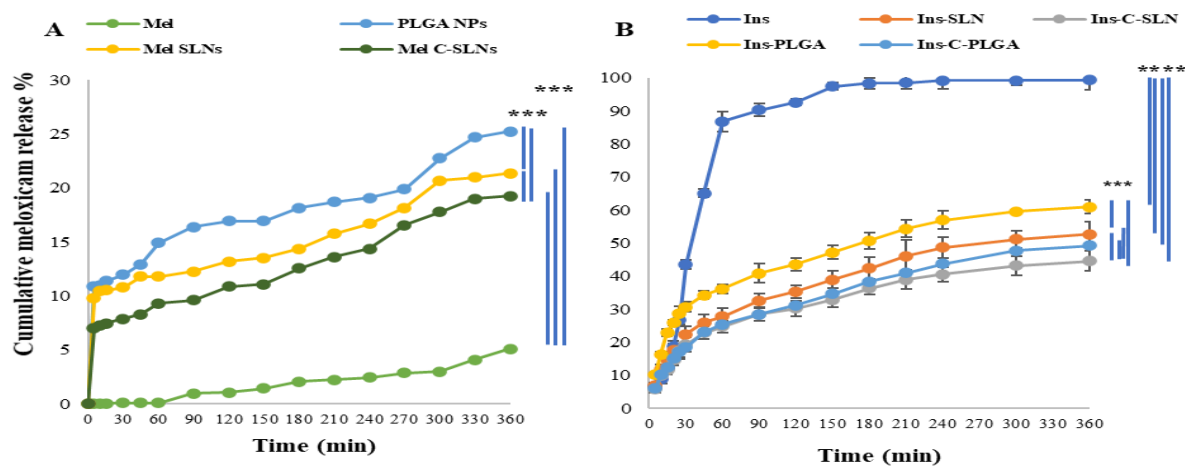 A
Mel
PLGA NPs
Mel SLNs
Mel C-SLNs
Cumulative meloxicam release %
30
25
20
15
10
5
0
0 30 60 90 120 150 180 210 240 270 300 330 360
Time (min)
***
***
B
Ins
Ins-SLN
Ins-C-SLN
Ins-PLGA
Ins-C-PLGA
100
90
80
70
60
50
40
30
20
10
0
0 30 60 90 120 150 180 210 240 270 300 330 360
Time (min)
** **
***